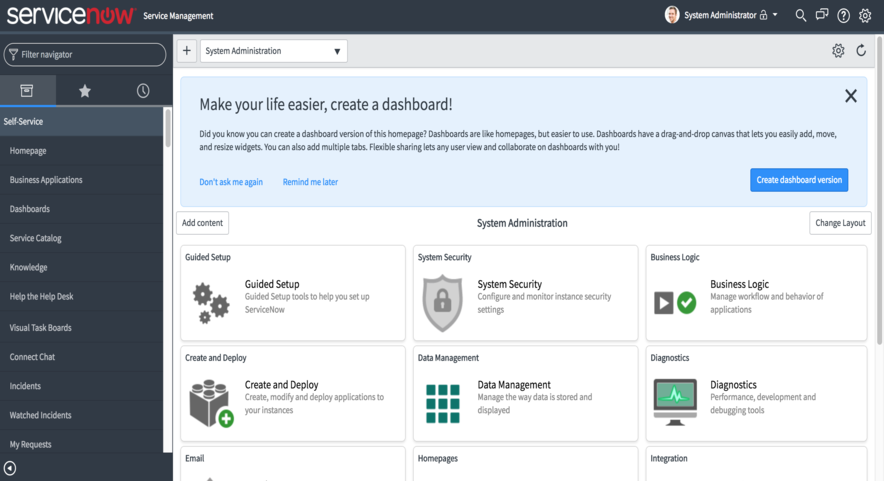 servicenow Service Management
System Administrator
Filter navigator
System Administration
Self-Service
Homepage
Business Applications
Dashboards
Service Catalog
Knowledge
Help the Help Desk
Visual Task Boards
Connect Chat
Incidents
Watched Incidents
My Requests
Make your life easier, create a dashboard!
Did you know you can create a dashboard version of this homepage? Dashboards are like homepages, but easier to use. Dashboards have a drag-and-drop canvas that lets you easily add, move,
and resize widgets. You can also add multiple tabs. Flexible sharing lets any user view and collaborate on dashboards with you!
Don't ask me again Remind me later Create dashboard version
Add content System Administration Change Layout
Guided Setup
Guided Setup
Guided Setup tools to help you set up
ServiceNow
System Security
System Security
Configure and monitor instance security
settings
Business Logic
Business Logic
Manage workflow and behavior of
applications
Create and Deploy
Create and Deploy
Create, modify and deploy applications to
your instances
Data Management
Data Management
Manage the way data is stored and
displayed
Diagnostics
Diagnostics
Performance, development and
debugging tools
Email
Homepages
Integration